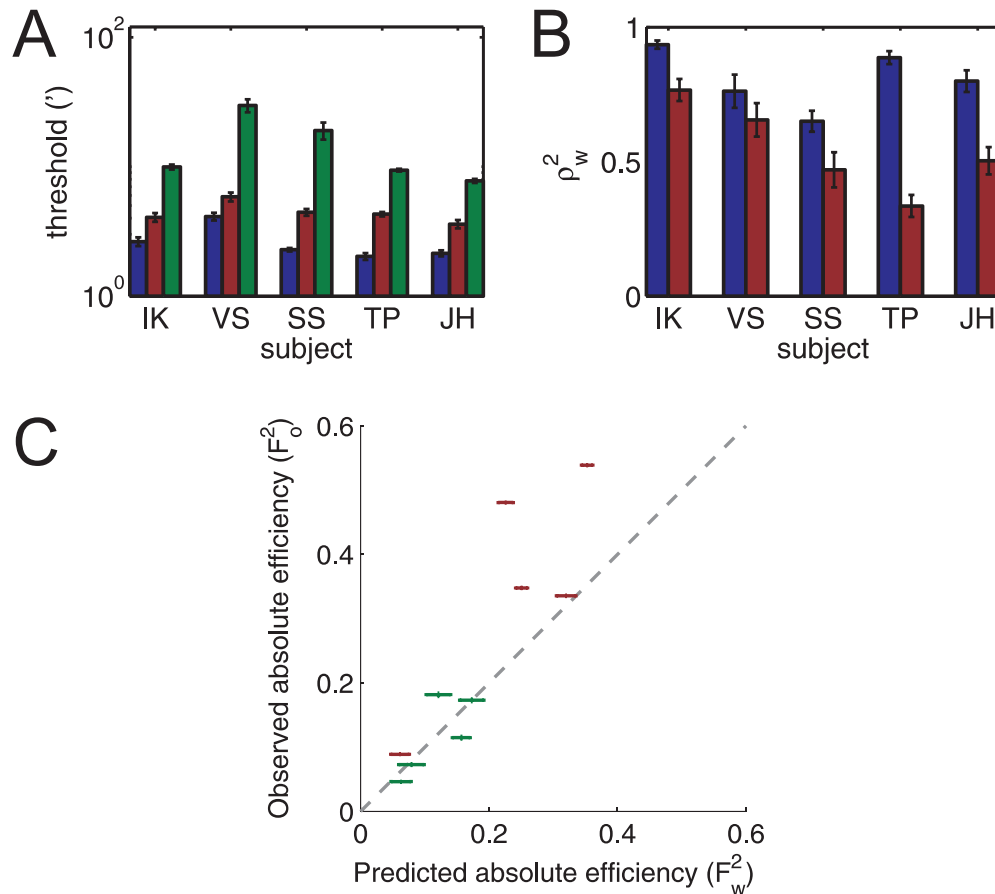 A
10²
threshold (')
10⁰
IK VS SS TP JH
subject
B
1
ρ²w
0.5
0
IK VS SS TP JH
subject
C
0.6
Observed absolute efficiency (F²o)
0.4
0.2
0
0 0.2 0.4 0.6
Predicted absolute efficiency (F²w)